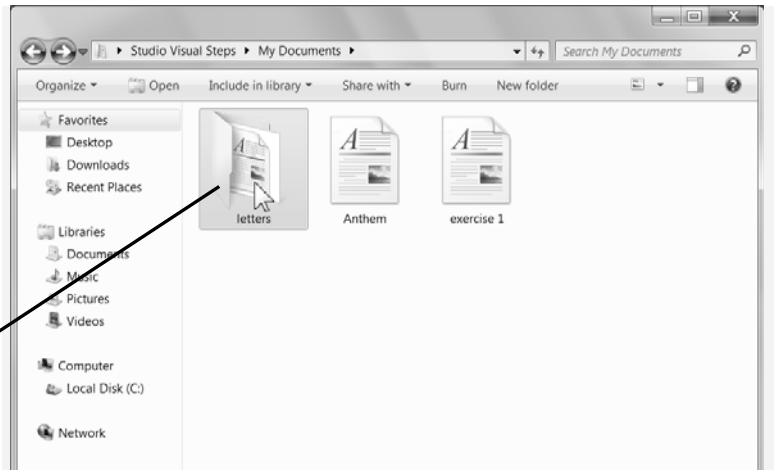 Studio Visual Steps My Documents Search My Documents
Organize Open Include in library Share with Burn New folder
Favorites
Desktop
Downloads
Recent Places
Libraries
Documents
Music
Pictures
Videos
Computer
Local Disk (C:)
Network
letters Anthem exercise 1